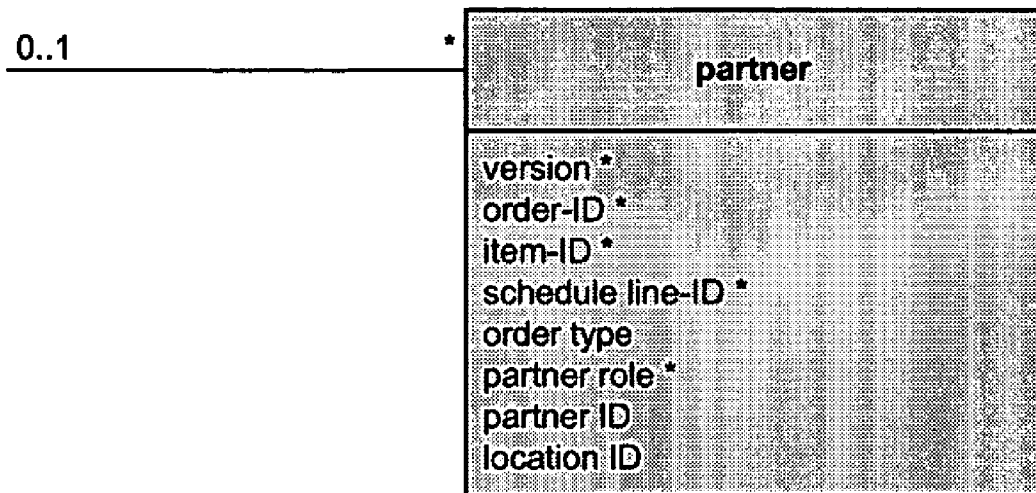 0..1 *
partner
version *
order-ID *
item-ID *
schedule line-ID *
order type
partner role *
partner ID
location ID